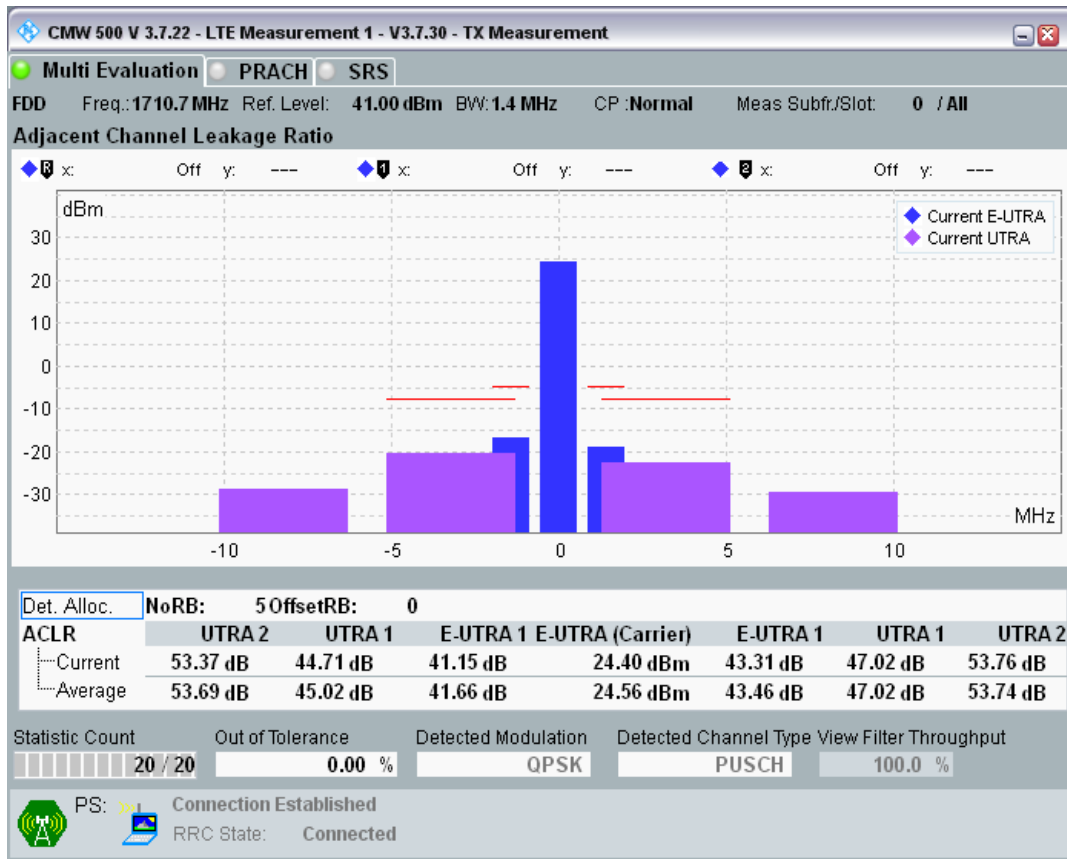 CMW 500 V 3.7.22 - LTE Measurement 1 - V3.7.30 - TX Measurement
Multi Evaluation PRACH SRS
FDD Freq.: 1710.7 MHz Ref. Level: 41.00 dBm BW: 1.4 MHz CP :Normal Meas Subfr./Slot: 0 / All
Adjacent Channel Leakage Ratio
R x: Off y: --- 1 x: Off y: --- 2 x: Off y: ---
dBm
Current E-UTRA
Current UTRA
30
20
10
0
-10
-20
-30
MHz
-10 -5 0 5 10
Det. Alloc. NoRB: 5 OffsetRB: 0
ACLR UTRA 2 UTRA 1 E-UTRA 1 E-UTRA (Carrier) E-UTRA 1 UTRA 1 UTRA 2
Current 53.37 dB 44.71 dB 41.15 dB 24.40 dBm 43.31 dB 47.02 dB 53.76 dB
Average 53.69 dB 45.02 dB 41.66 dB 24.56 dBm 43.46 dB 47.02 dB 53.74 dB
Statistic Count Out of Tolerance Detected Modulation Detected Channel Type View Filter Throughput
20 / 20 0.00 % QPSK PUSCH 100.0 %
PS: Connection Established
RRC State: Connected